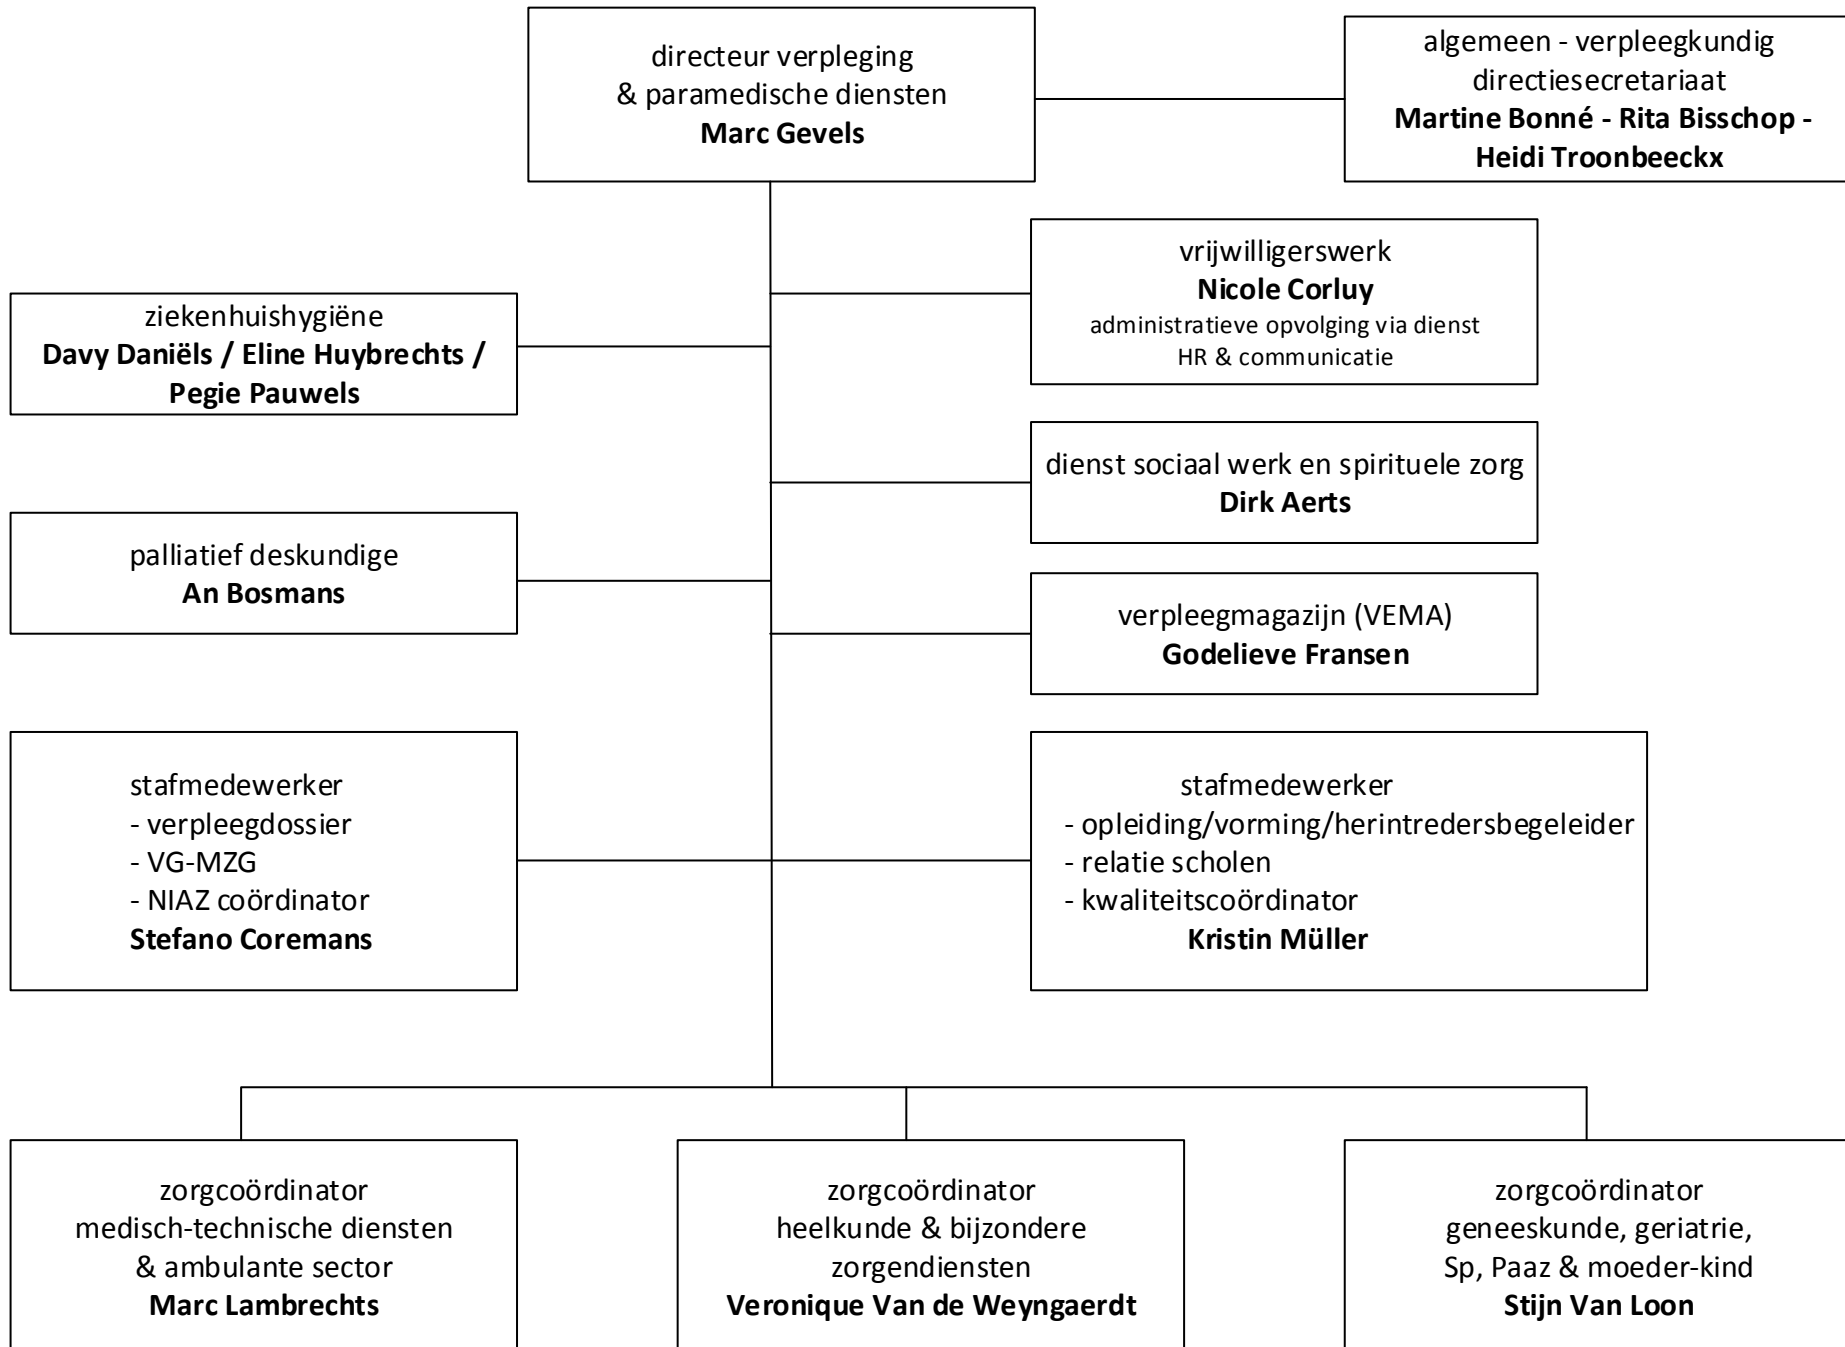 directeur verpleging
& paramedische diensten
Marc Gevels
algemeen - verpleegkundig
directiesecretariaat
Martine Bonné - Rita Bisschop -
Heidi Troonbeeckx
vrijwilligerswerk
Nicole Corluy
administratieve opvolging via dienst
HR & communicatie
ziekenhuishygiëne
Davy Daniëls / Eline Huybrechts /
Pegie Pauwels
dienst sociaal werk en spirituele zorg
Dirk Aerts
palliatief deskundige
An Bosmans
verpleegmagazijn (VEMA)
Godelieve Fransen
stafmedewerker
- verpleegdossier
- VG-MZG
- NIAZ coördinator
Stefano Coremans
stafmedewerker
- opleiding/vorming/herintredersbegeleider
- relatie scholen
- kwaliteitscoördinator
Kristin Müller
zorgcoördinator
medisch-technische diensten
& ambulante sector
Marc Lambrechts
zorgcoördinator
heelkunde & bijzondere
zorgendiensten
Veronique Van de Weyngaerdt
zorgcoördinator
geneeskunde, geriatrie,
Sp, Paaz & moeder-kind
Stijn Van Loon